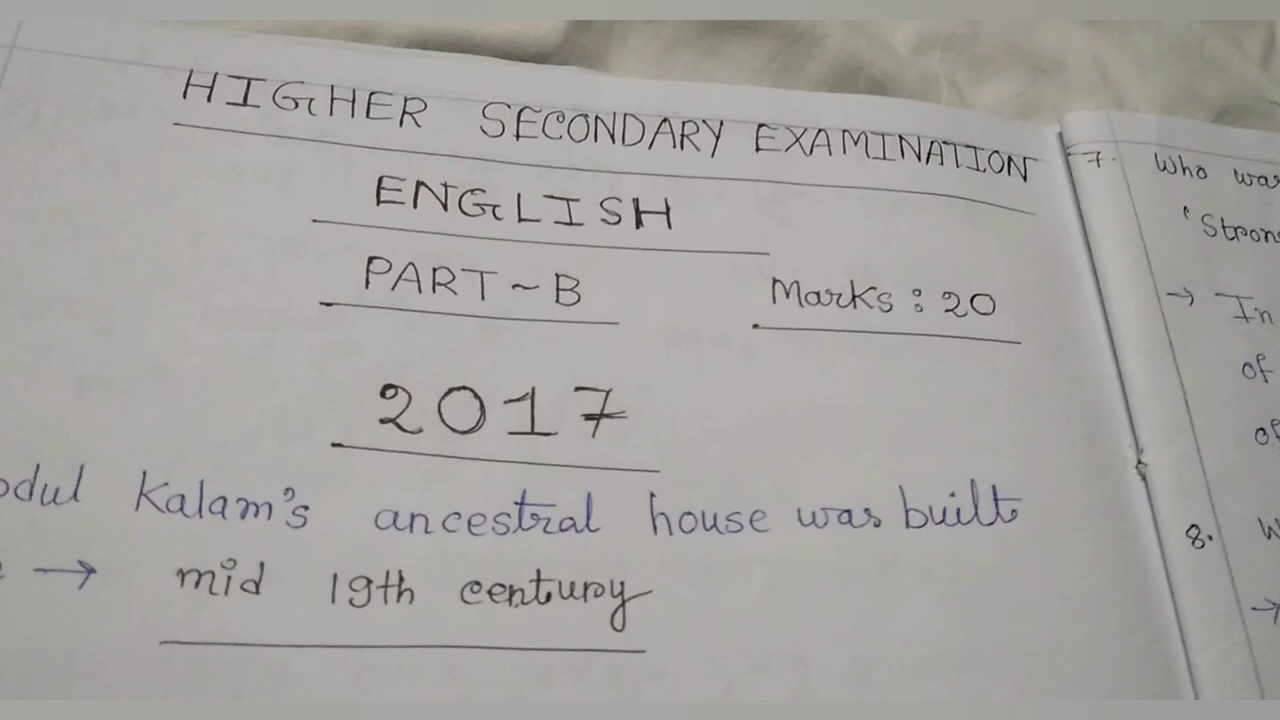 HIGHER SECONDARY EXAMINATION
ENGLISH
PART-B
Marks: 20
2017
Kalam's ancestral house was built
→ mid 19th century
7. Who was
'Strong
→ In
of
of
8.
→